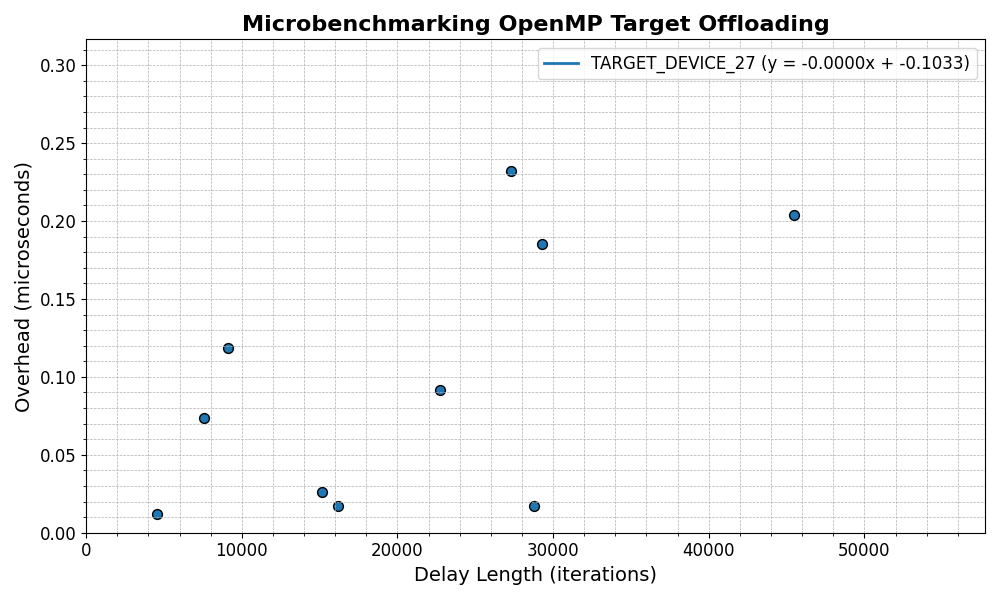 Microbenchmarking OpenMP Target Offloading
TARGET_DEVICE_27 (y = -0.0000x + -0.1033)
Overhead (microseconds)
0.30
0.25
0.20
0.15
0.10
0.05
0.00
0 10000 20000 30000 40000 50000
Delay Length (iterations)